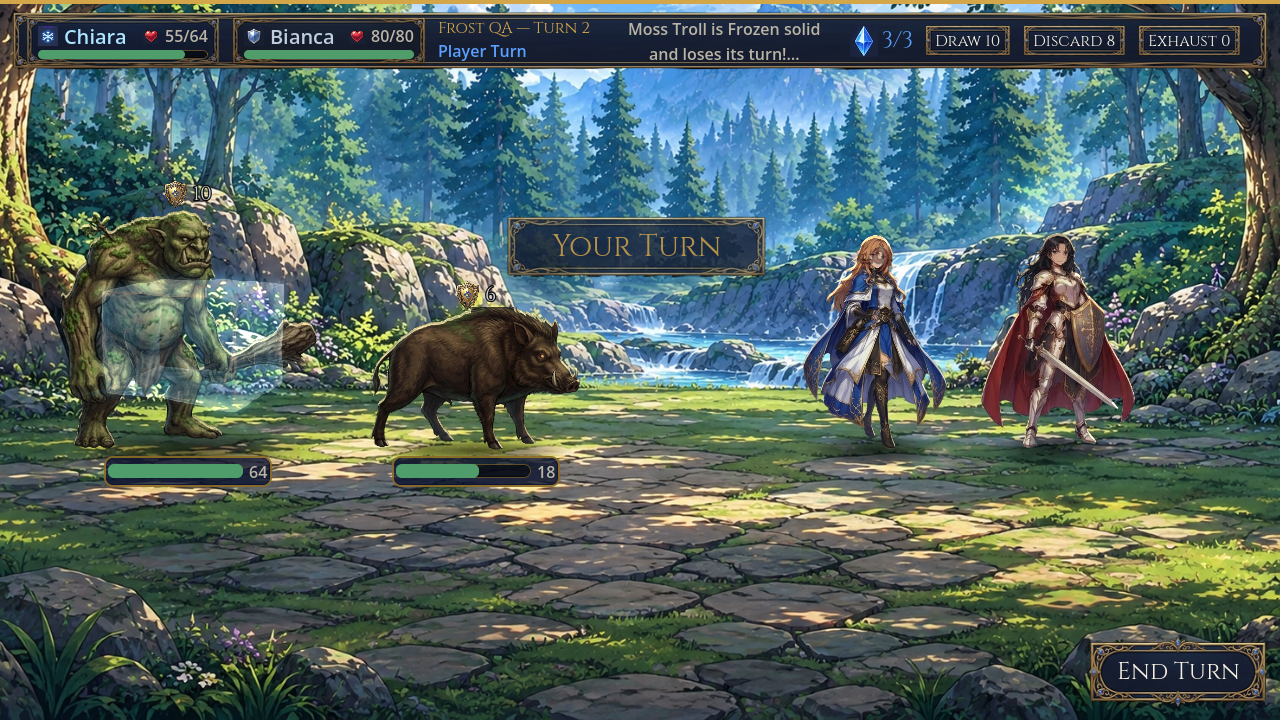 Chiara 55/64
Bianca 80/80
Frost QA — Turn 2
Player Turn
Moss Troll is Frozen solid
and loses its turn!...
3/3
Draw 10
Discard 8
Exhaust 0
10
Your Turn
6
64
18
End Turn